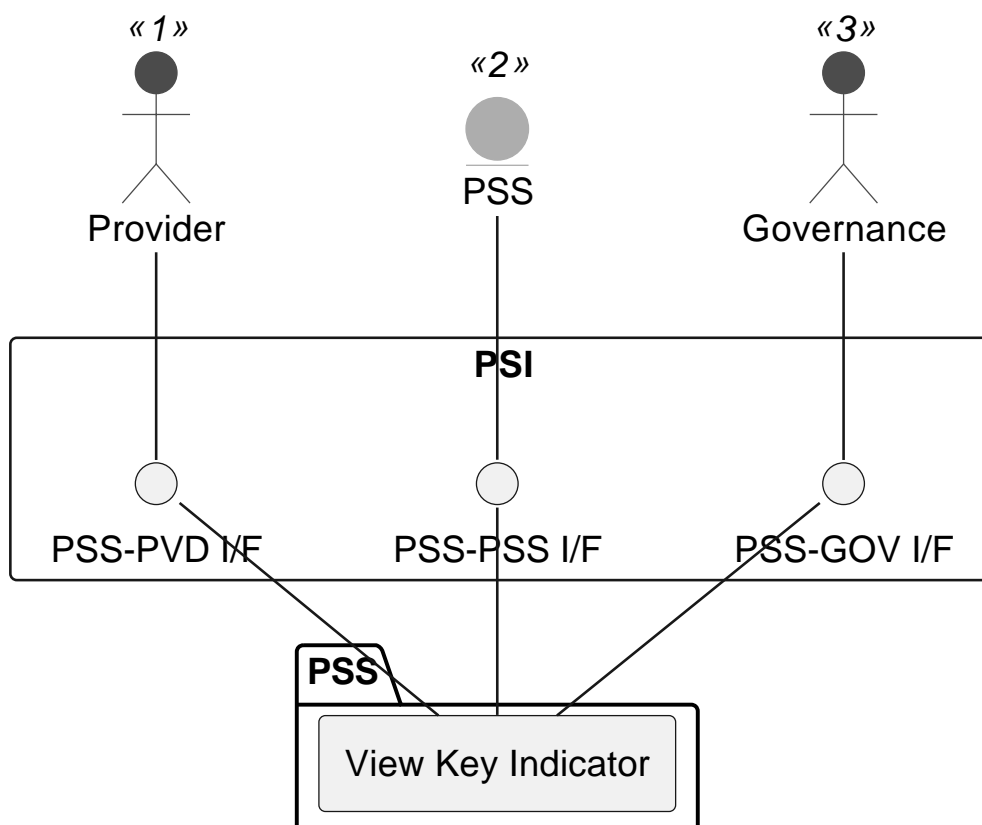 «1»
«2»
«3»
Provider
PSS
Governance
PSI
PSS-PVD I/F
PSS-PSS I/F
PSS-GOV I/F
PSS
View Key Indicator